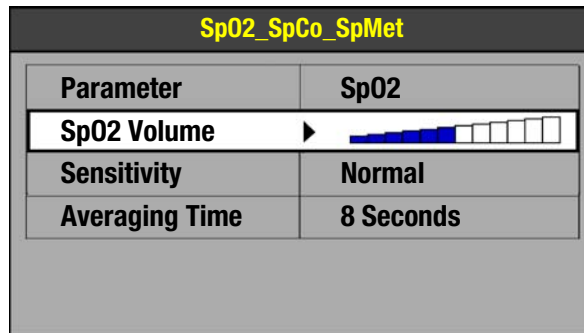 SpO2_SpCo_SpMet
Parameter SpO2
SpO2 Volume
Sensitivity Normal
Averaging Time 8 Seconds